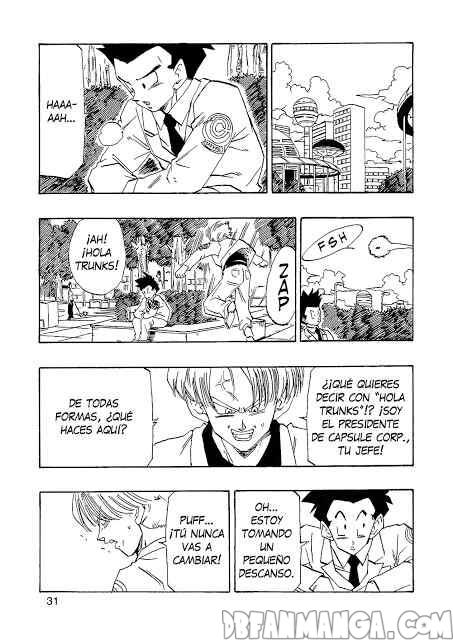 HAAA-
AAH...
FSH
ZAP
¡AH!
¡HOLA
TRUNKS!
¿¡QUÉ QUIERES
DECIR CON "HOLA
TRUNKS"!? ¡SOY
EL PRESIDENTE
DE CAPSULE CORP.,
TU JEFE!
DE TODAS
FORMAS, ¿QUÉ
HACES AQUÍ?
OH...
ESTOY
TOMANDO
UN
PEQUEÑO
DESCANSO.
PUFF...
¡TÚ NUNCA
VAS A
CAMBIAR!
31
DBFANMANGA.COM